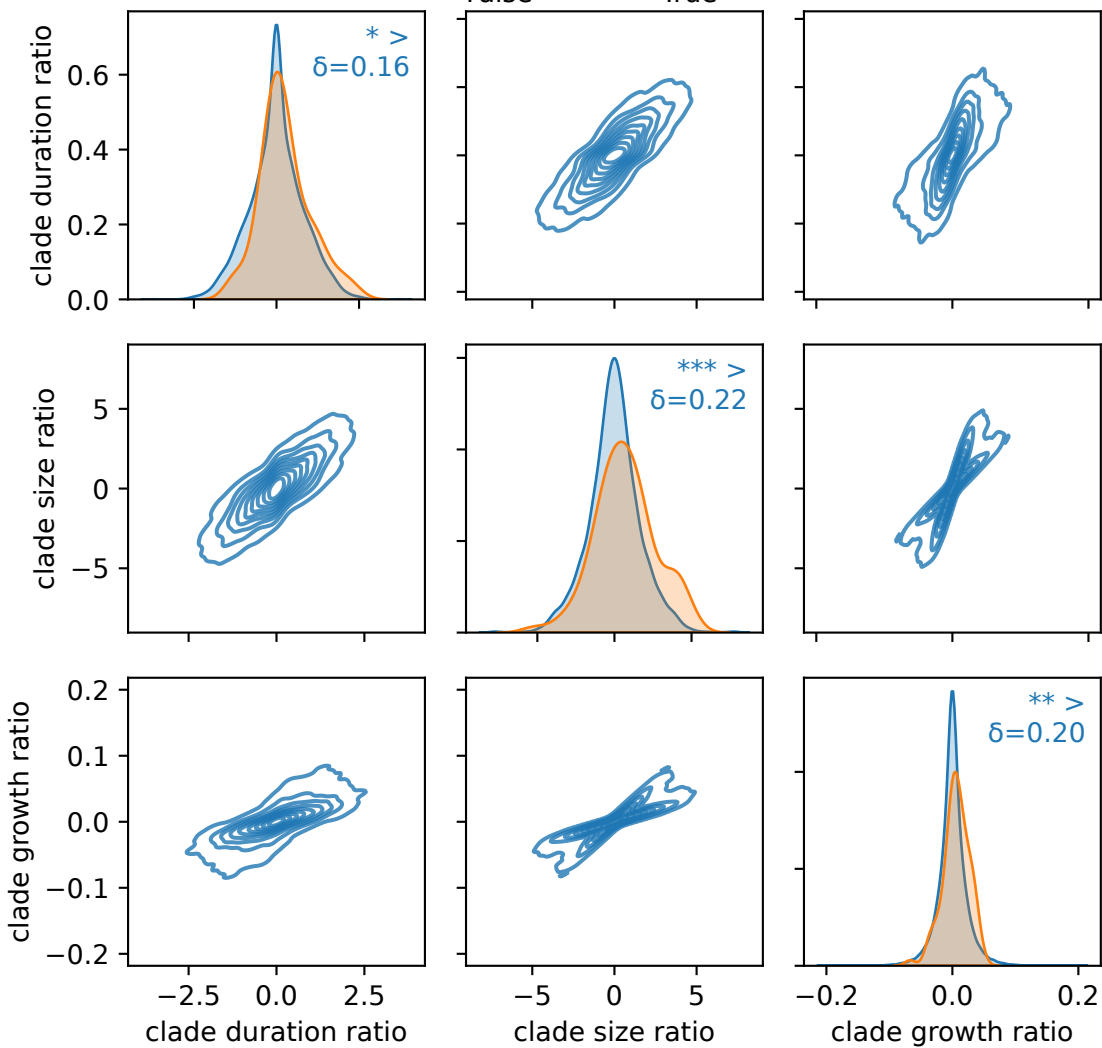 True
clade duration ratio
0.6
0.4
0.2
0.0
* >
δ=0.16
clade size ratio
5
0
−5
*** >
δ=0.22
clade growth ratio
0.2
0.1
0.0
−0.1
−0.2
** >
δ=0.20
−2.5 0.0 2.5
−5 0 5
−0.2 0.0 0.2
clade duration ratio
clade size ratio
clade growth ratio